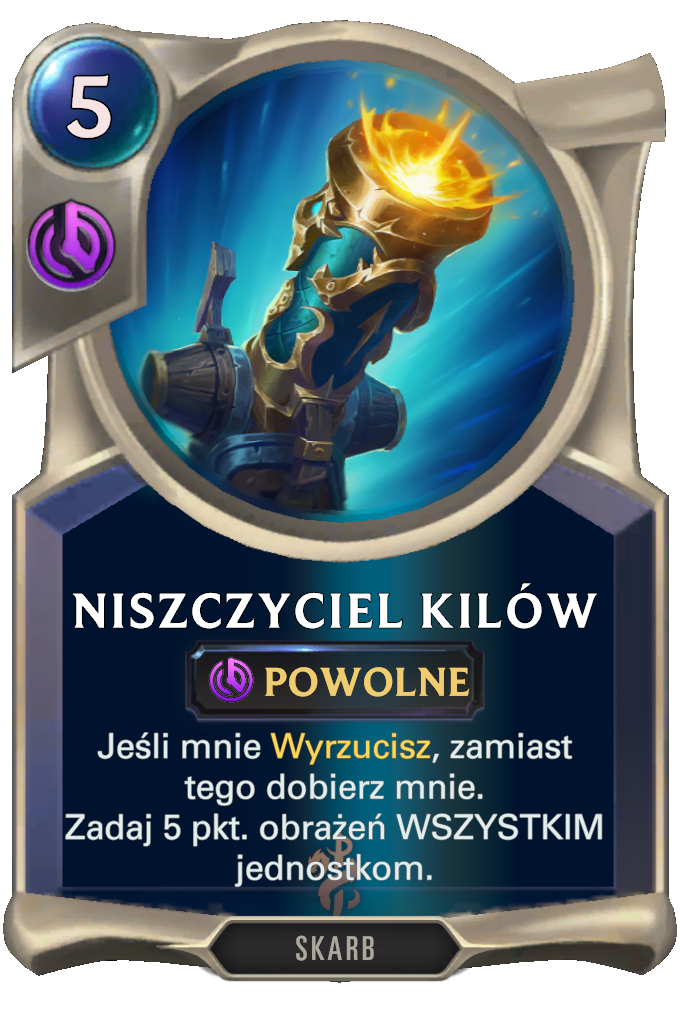 5
NISZCZYCIEL KILÓW
POWOLNE
Jeśli mnie Wyrzucisz, zamiast
tego dobierz mnie.
Zadaj 5 pkt. obrażeń WSZYSTKIM
jednostkom.
SKARB